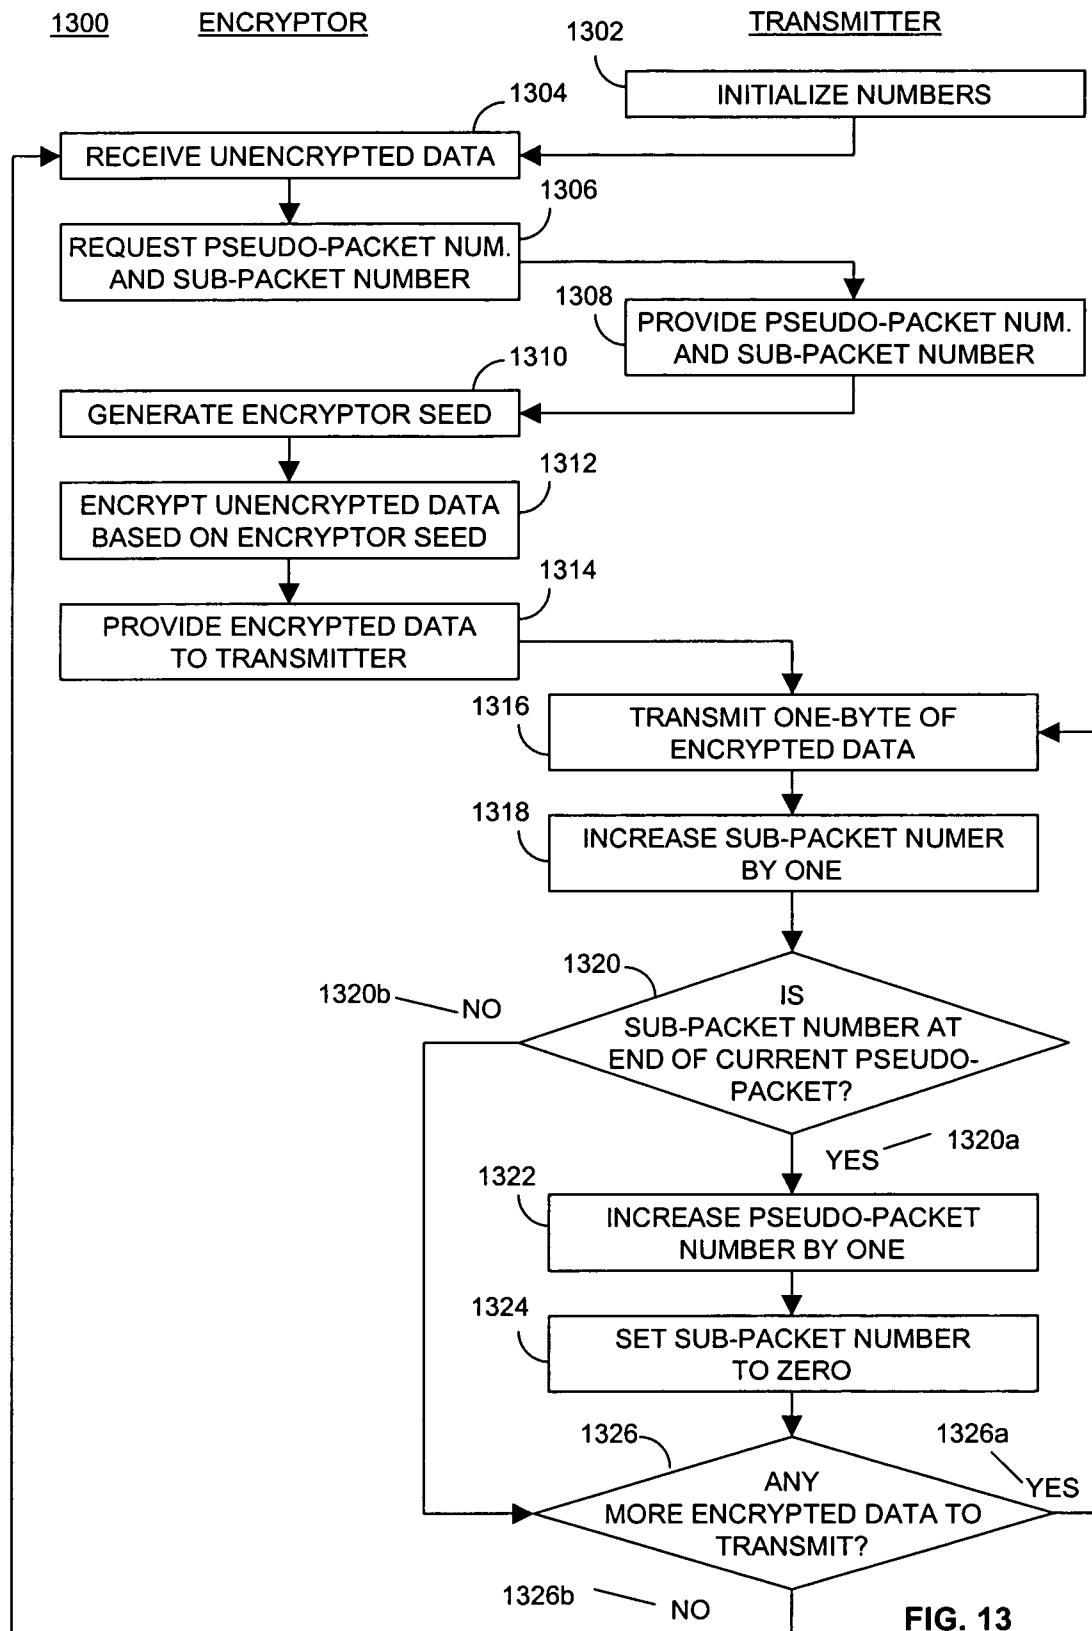 1300 ENCRYPTOR TRANSMITTER
1302
INITIALIZE NUMBERS
1304
RECEIVE UNENCRYPTED DATA
1306
REQUEST PSEUDO-PACKET NUM.
AND SUB-PACKET NUMBER
1308
PROVIDE PSEUDO-PACKET NUM.
AND SUB-PACKET NUMBER
1310
GENERATE ENCRYPTOR SEED
1312
ENCRYPT UNENCRYPTED DATA
BASED ON ENCRYPTOR SEED
1314
PROVIDE ENCRYPTED DATA
TO TRANSMITTER
1316
TRANSMIT ONE-BYTE OF
ENCRYPTED DATA
1318
INCREASE SUB-PACKET NUMER
BY ONE
1320
IS
SUB-PACKET NUMBER AT
END OF CURRENT PSEUDO-
PACKET?
1320b NO
YES 1320a
1322
INCREASE PSEUDO-PACKET
NUMBER BY ONE
1324
SET SUB-PACKET NUMBER
TO ZERO
1326
ANY
MORE ENCRYPTED DATA TO
TRANSMIT?
1326a
YES
1326b NO
FIG. 13